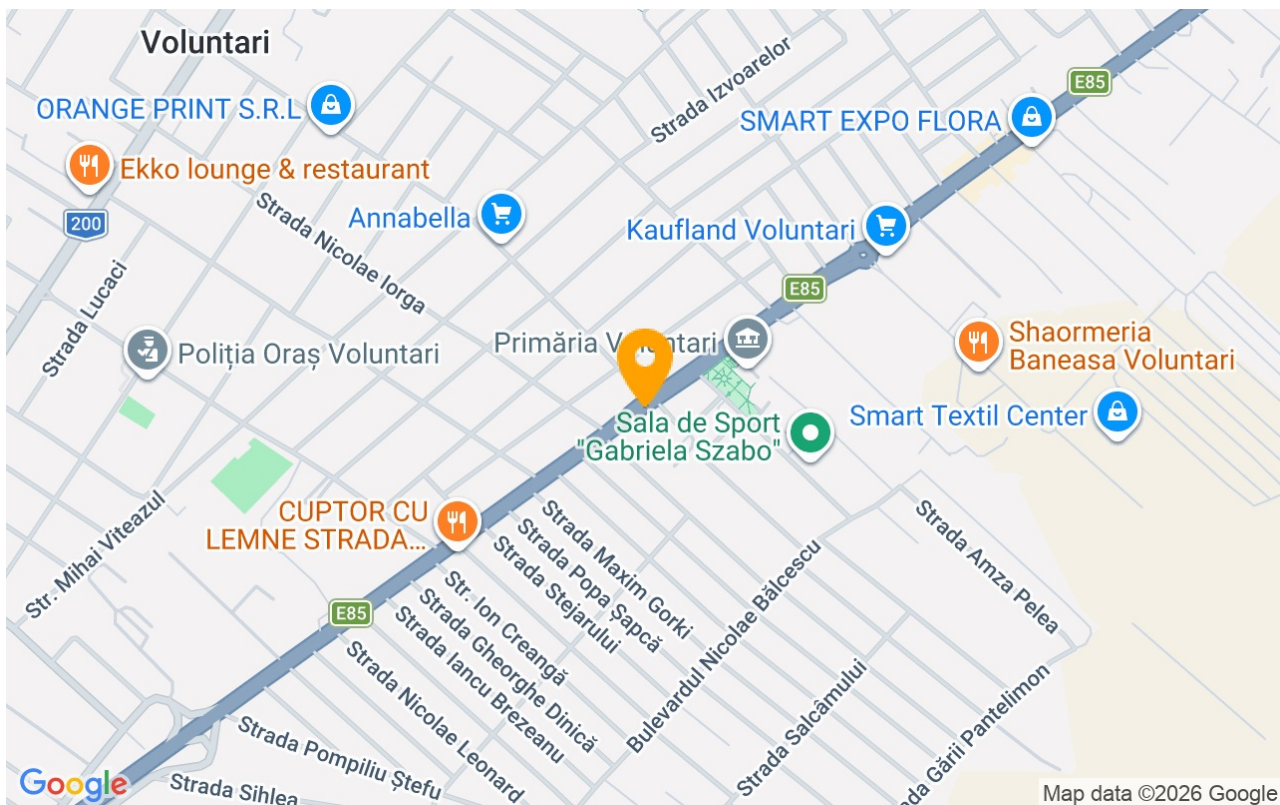 Voluntari
ORANGE PRINT S.R.L
Ekko lounge & restaurant
200
Strada Nicolae Iorga
Annabella
Strada Izvoarelor
E85
SMART EXPO FLORA
Kaufland Voluntari
E85
Strada Lucaci
Poliția Oraș Voluntari
Primăria Voluntari
Shaormeria
Baneasa Voluntari
Smart Textil Center
Sala de Sport
"Gabriela Szabo"
CUPTOR CU
LEMNE STRADA...
Str. Mihai Viteazul
E85
Strada Maxim Gorki
Strada Popa Șapcă
Strada Stejarului
Str. Ion Creangă
Strada Gheorghe Dinică
Strada Iancu Brezeanu
Strada Nicolae Leonard
Bulevardul Nicolae Bălcescu
Strada Amza Pelea
Strada Salcâmului
da Gării Pantelimon
Strada Pompiliu Ștefu
Strada Sihlea
Google
Map data ©2026 Google